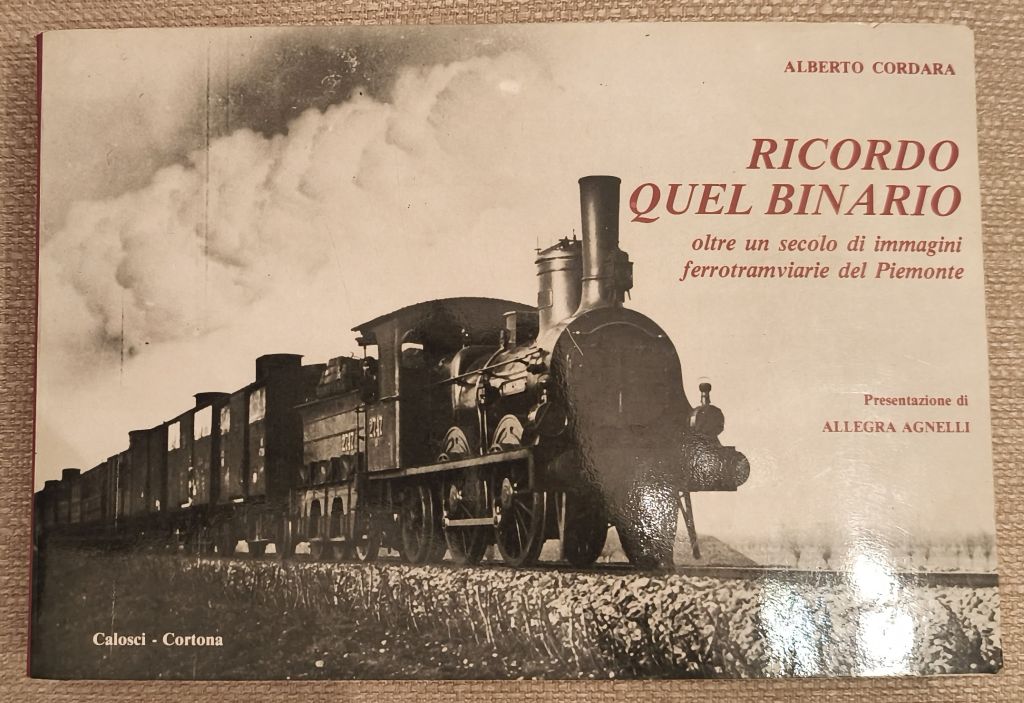 ALBERTO CORDARA
RICORDO
QUEL BINARIO
oltre un secolo di immagini
ferrotramviarie del Piemonte
Presentazione di
ALLEGRA AGNELLI
Calosci - Cortona